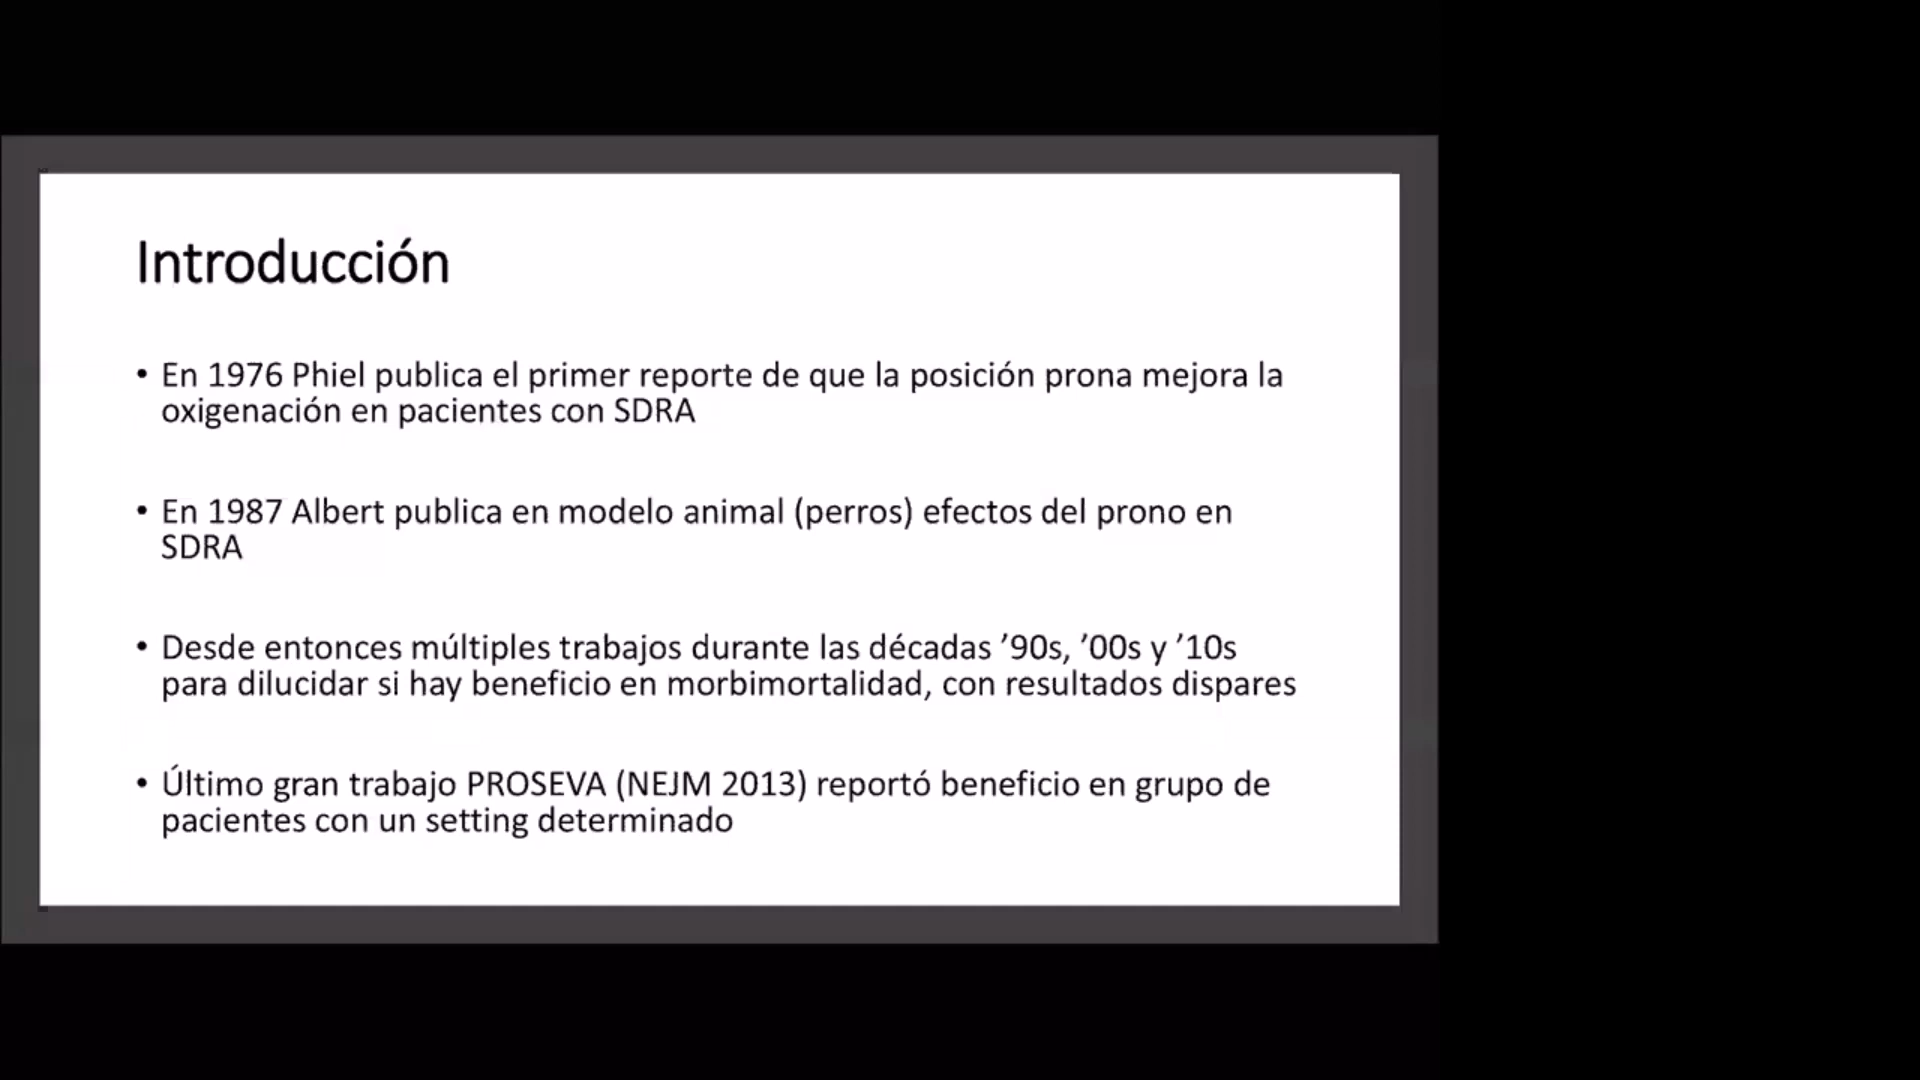 Introducción
• En 1976 Phiel publica el primer reporte de que la posición prona mejora la
oxigenación en pacientes con SDRA
• En 1987 Albert publica en modelo animal (perros) efectos del prono en
SDRA
• Desde entonces múltiples trabajos durante las décadas ’90s, ’00s y ’10s
para dilucidar si hay beneficio en morbimortalidad, con resultados dispares
• Último gran trabajo PROSEVA (NEJM 2013) reportó beneficio en grupo de
pacientes con un setting determinado